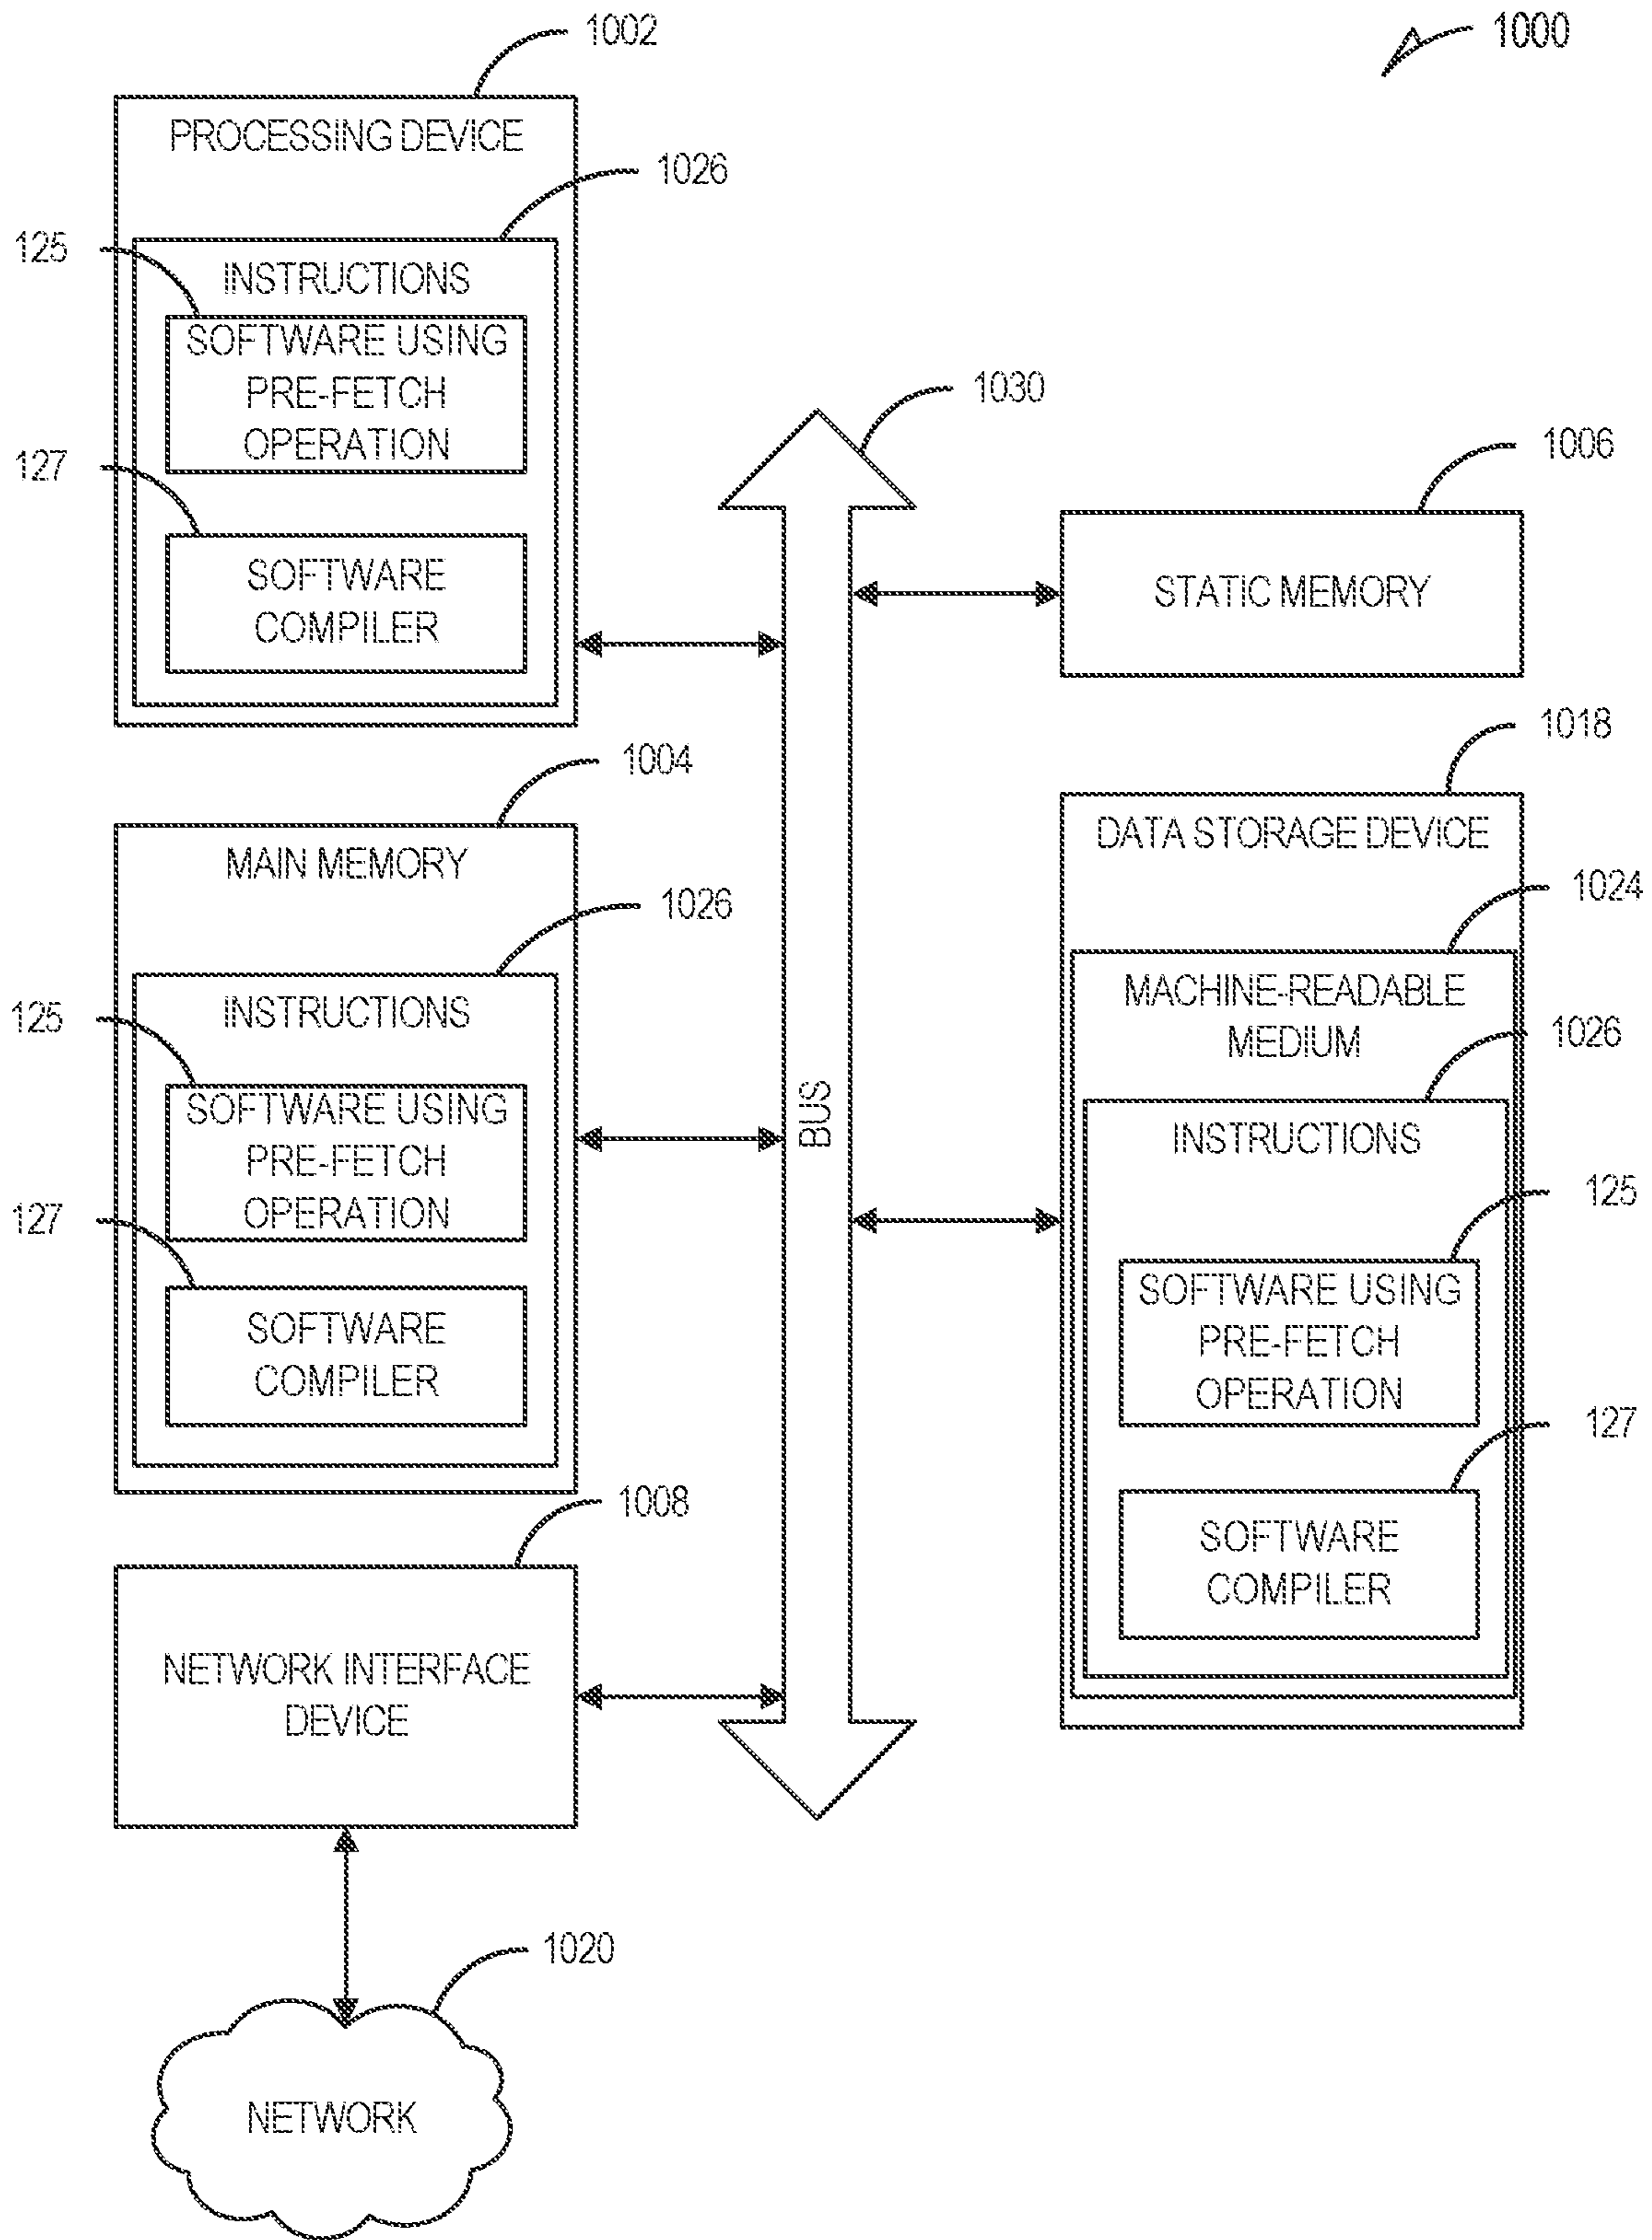 1002
1000
PROCESSING DEVICE
1026
125
INSTRUCTIONS
SOFTWARE USING
PRE-FETCH
OPERATION
127
SOFTWARE
COMPILER
1030
1006
STATIC MEMORY
1004
MAIN MEMORY
1026
125
INSTRUCTIONS
SOFTWARE USING
PRE-FETCH
OPERATION
127
SOFTWARE
COMPILER
BUS
1018
DATA STORAGE DEVICE
1024
MACHINE-READABLE
MEDIUM
1026
INSTRUCTIONS
125
SOFTWARE USING
PRE-FETCH
OPERATION
127
SOFTWARE
COMPILER
1008
NETWORK INTERFACE
DEVICE
1020
NETWORK